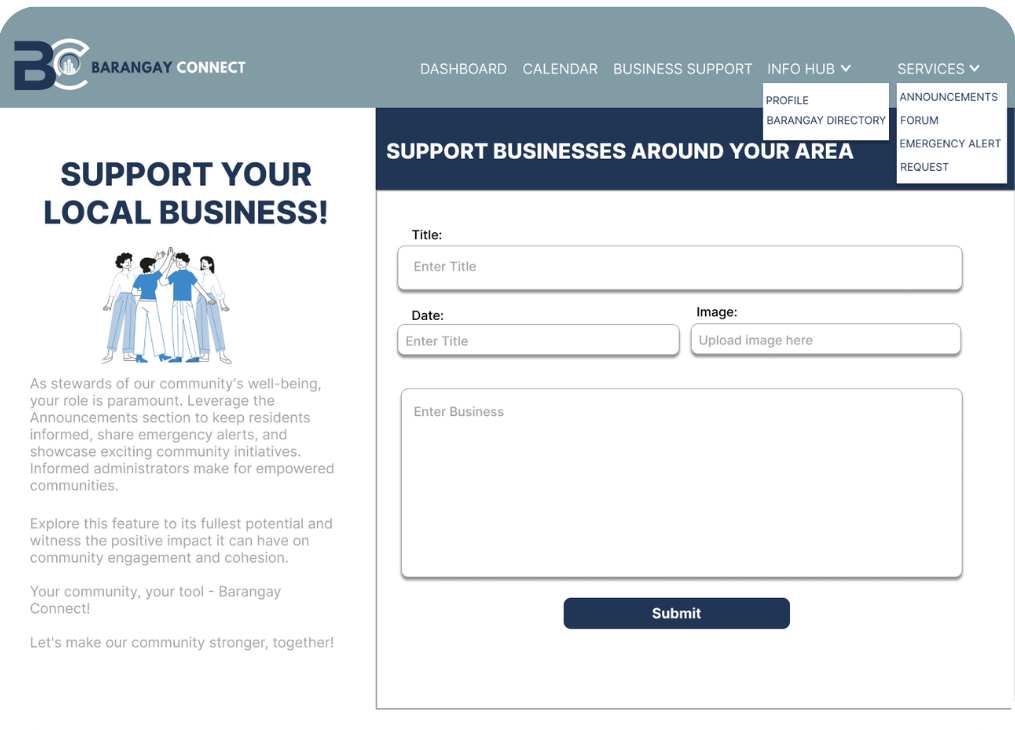 BC BARANGAY CONNECT
DASHBOARD CALENDAR BUSINESS SUPPORT INFO HUB SERVICES
PROFILE
BARANGAY DIRECTORY
ANNOUNCEMENTS
FORUM
EMERGENCY ALERT
REQUEST
SUPPORT YOUR
LOCAL BUSINESS!
As stewards of our community's well-being,
your role is paramount. Leverage the
Announcements section to keep residents
informed, share emergency alerts, and
showcase exciting community initiatives.
Informed administrators make for empowered
communities.
Explore this feature to its fullest potential and
witness the positive impact it can have on
community engagement and cohesion.
Your community, your tool - Barangay
Connect!
Let's make our community stronger, together!
SUPPORT BUSINESSES AROUND YOUR AREA
Title:
Enter Title
Date:
Enter Title
Image:
Upload image here
Enter Business
Submit